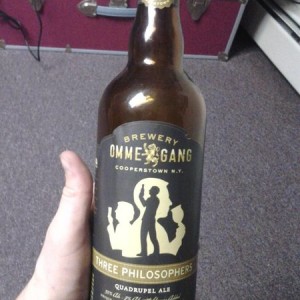 BREWERY
OMMEGANG
COOPERSTOWN N.Y.
THREE PHILOSOPHERS
QUADRUPEL ALE